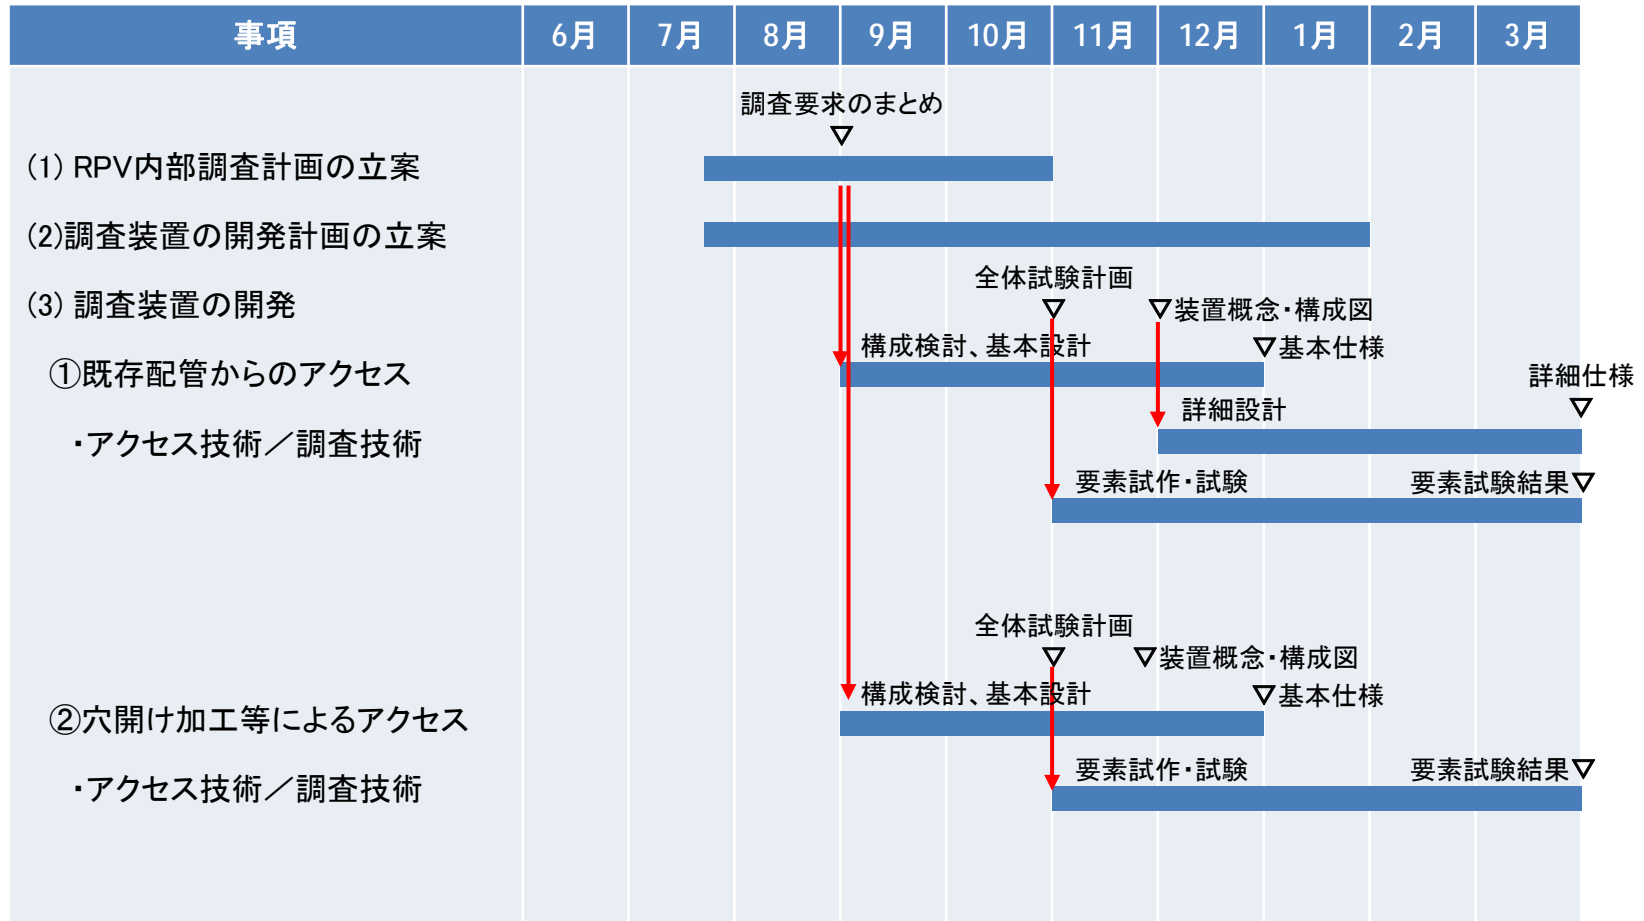 事項 6月 7月 8月 9月 10月 11月 12月 1月 2月 3月
調査要求のまとめ
(1) RPV内部調査計画の立案
(2)調査装置の開発計画の立案
全体試験計画
(3) 調査装置の開発
装置概念・構成図
構成検討、基本設計
基本仕様
①既存配管からのアクセス
詳細仕様
詳細設計
・アクセス技術／調査技術
要素試作・試験
要素試験結果
全体試験計画
装置概念・構成図
構成検討、基本設計
基本仕様
②穴開け加工等によるアクセス
要素試作・試験
要素試験結果
・アクセス技術／調査技術